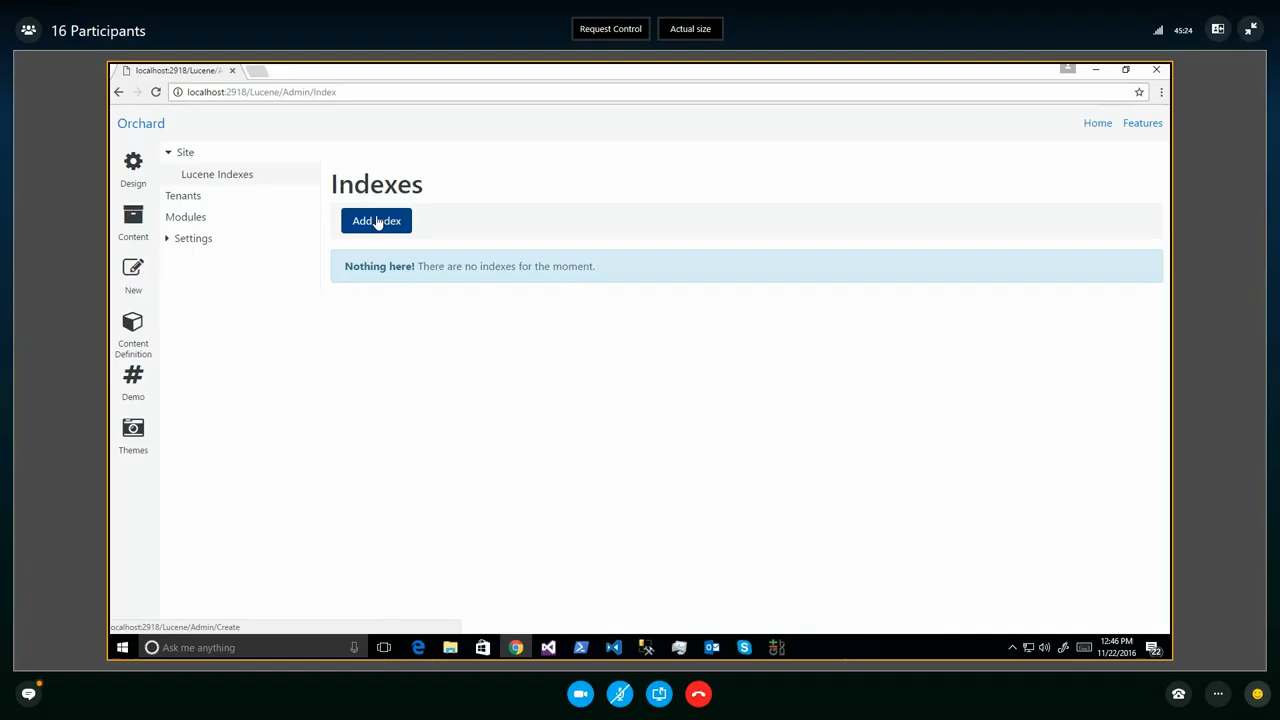 16 Participants
Request Control
Actual size
45:24
localhost:2918/Lucene/A
localhost:2918/Lucene/Admin/Index
Orchard
Home
Features
Design
Content
New
Content Definition
Demo
Themes
Site
Lucene Indexes
Tenants
Modules
Settings
Indexes
Add Index
Nothing here! There are no indexes for the moment.
ocalhost:2918/Lucene/Admin/Create
Ask me anything
12:46 PM
11/22/2016
22